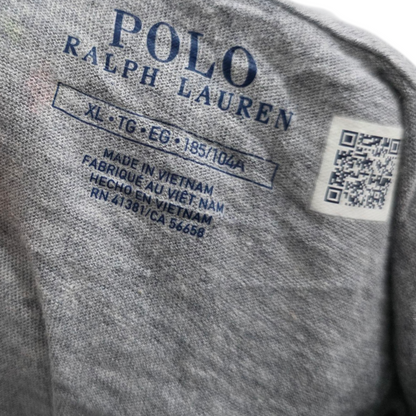 POLO
RALPH LAUREN
XL • TG • EG • 185/104A
MADE IN VIETNAM
FABRIQUÉ AU VIET NAM
HECHO EN VIETNAM
RN 41381/CA 56658